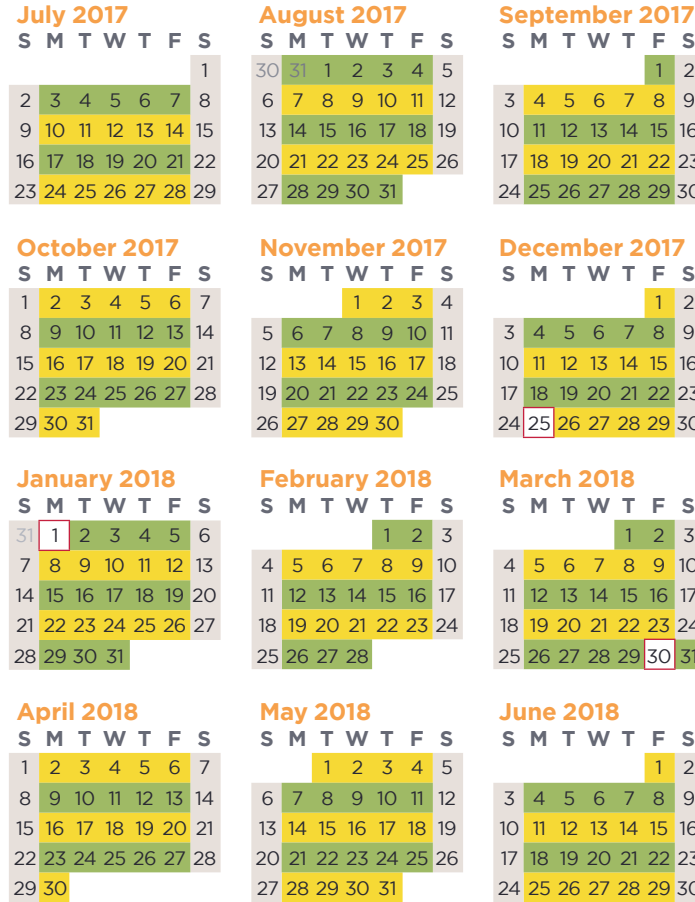 July 2017
S M T W T F S
1
2 3 4 5 6 7 8
9 10 11 12 13 14 15
16 17 18 19 20 21 22
23 24 25 26 27 28 29
August 2017
S M T W T F S
30 31 1 2 3 4 5
6 7 8 9 10 11 12
13 14 15 16 17 18 19
20 21 22 23 24 25 26
27 28 29 30 31
September 2017
S M T W T F S
1 2
3 4 5 6 7 8 9
10 11 12 13 14 15 16
17 18 19 20 21 22 23
24 25 26 27 28 29 30
October 2017
S M T W T F S
1 2 3 4 5 6 7
8 9 10 11 12 13 14
15 16 17 18 19 20 21
22 23 24 25 26 27 28
29 30 31
November 2017
S M T W T F S
1 2 3 4
5 6 7 8 9 10 11
12 13 14 15 16 17 18
19 20 21 22 23 24 25
26 27 28 29 30
December 2017
S M T W T F S
1 2
3 4 5 6 7 8 9
10 11 12 13 14 15 16
17 18 19 20 21 22 23
24 25 26 27 28 29 30
January 2018
S M T W T F S
31 1 2 3 4 5 6
7 8 9 10 11 12 13
14 15 16 17 18 19 20
21 22 23 24 25 26 27
28 29 30 31
February 2018
S M T W T F S
1 2 3
4 5 6 7 8 9 10
11 12 13 14 15 16 17
18 19 20 21 22 23 24
25 26 27 28
March 2018
S M T W T F S
1 2 3
4 5 6 7 8 9 10
11 12 13 14 15 16 17
18 19 20 21 22 23 24
25 26 27 28 29 30 31
April 2018
S M T W T F S
1 2 3 4 5 6 7
8 9 10 11 12 13 14
15 16 17 18 19 20 21
22 23 24 25 26 27 28
29 30
May 2018
S M T W T F S
1 2 3 4 5
6 7 8 9 10 11 12
13 14 15 16 17 18 19
20 21 22 23 24 25 26
27 28 29 30 31
June 2018
S M T W T F S
1 2
3 4 5 6 7 8 9
10 11 12 13 14 15 16
17 18 19 20 21 22 23
24 25 26 27 28 29 30